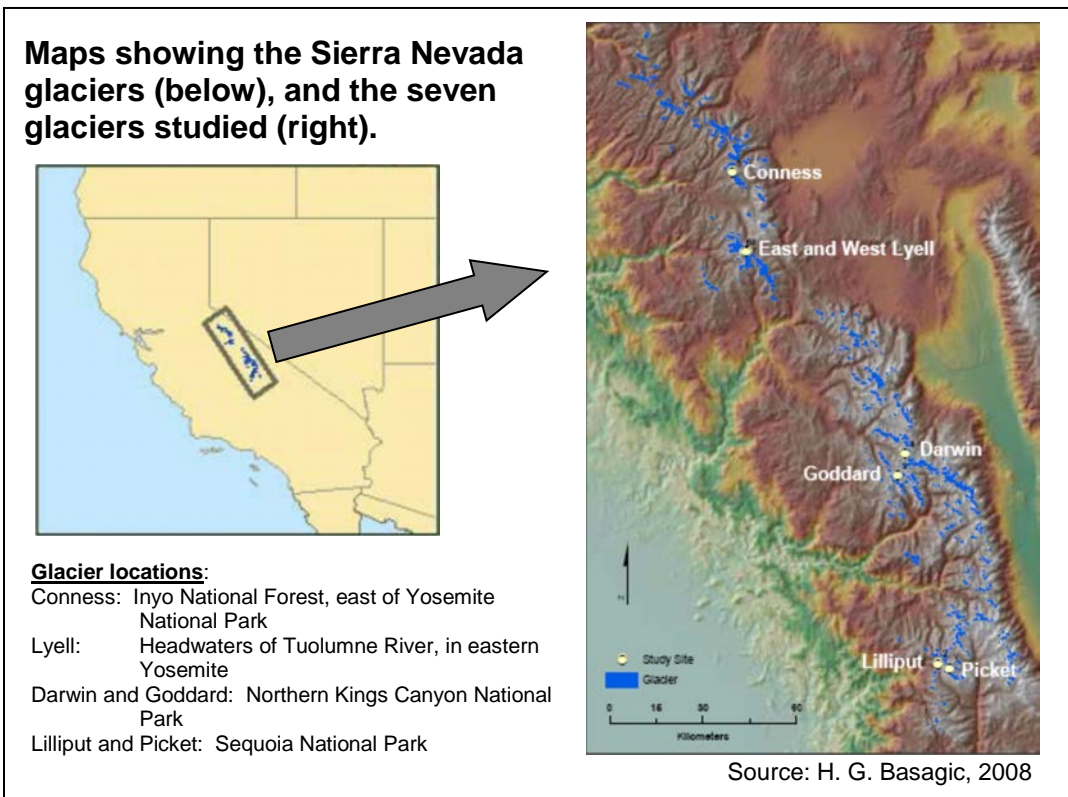 Maps showing the Sierra Nevada
glaciers (below), and the seven
glaciers studied (right).
Glacier locations:
Conness: Inyo National Forest, east of Yosemite
National Park
Lyell: Headwaters of Tuolumne River, in eastern
Yosemite
Darwin and Goddard: Northern Kings Canyon National
Park
Lilliput and Picket: Sequoia National Park
Conness
East and West Lyell
Darwin
Goddard
Lilliput
Picket
Study Site
Glacier
0 15 30 60
Kilometers
Source: H. G. Basagic, 2008